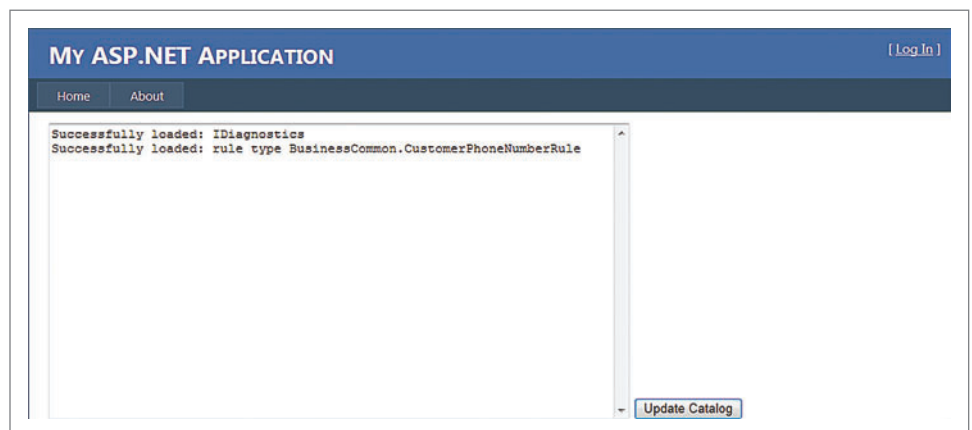 MY ASP.NET APPLICATION
[ Log In ]
Home About
Successfully loaded: IDiagnostics
Successfully loaded: rule type BusinessCommon.CustomerPhoneNumberRule
Update Catalog